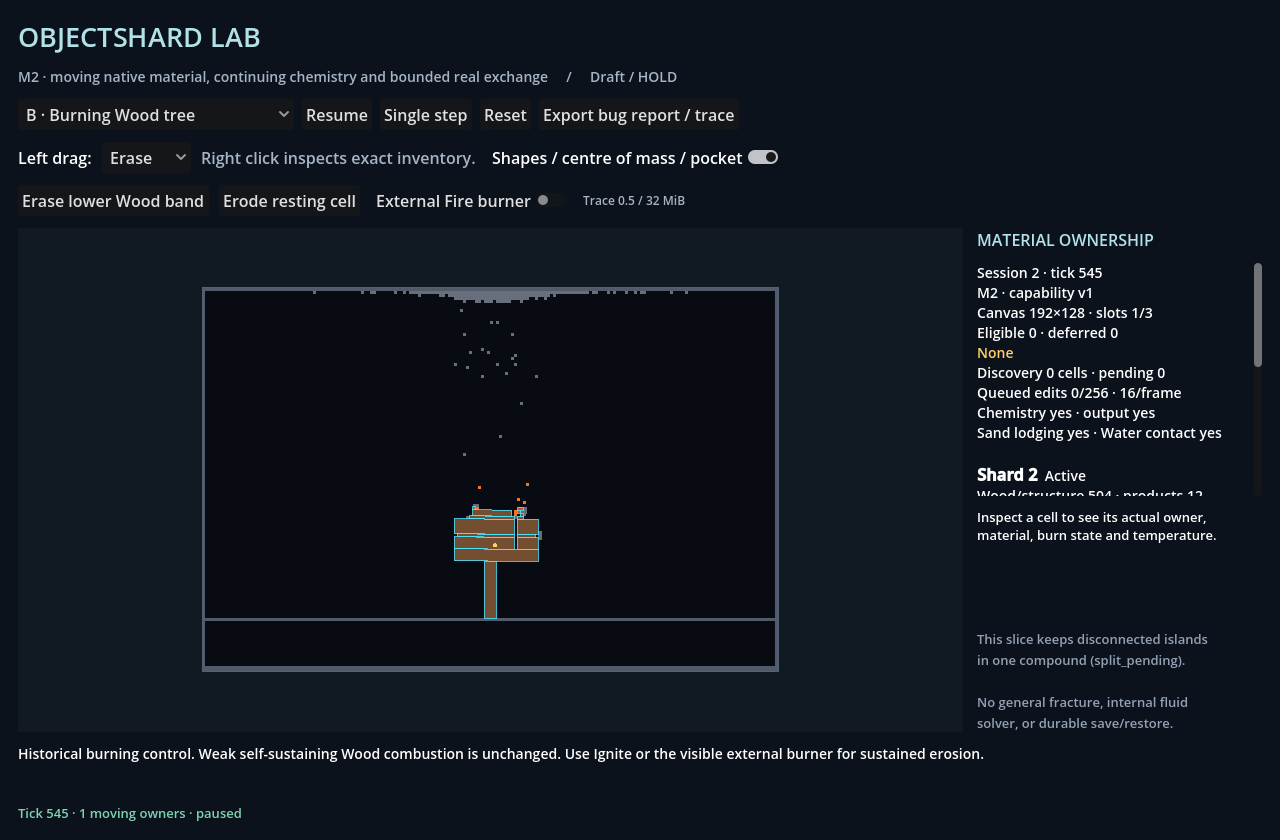 OBJECTSHARD LAB
M2 · moving native material, continuing chemistry and bounded real exchange / Draft / HOLD
B · Burning Wood tree Resume Single step Reset Export bug report / trace
Left drag: Erase Right click inspects exact inventory. Shapes / centre of mass / pocket
Erase lower Wood band Erode resting cell External Fire burner Trace 0.5 / 32 MiB
MATERIAL OWNERSHIP
Session 2 · tick 545
M2 · capability v1
Canvas 192×128 · slots 1/3
Eligible 0 · deferred 0
None
Discovery 0 cells · pending 0
Queued edits 0/256 · 16/frame
Chemistry yes · output yes
Sand lodging yes · Water contact yes
Shard 2 Active
Wood/structure 504 · products 12
Inspect a cell to see its actual owner,
material, burn state and temperature.
This slice keeps disconnected islands
in one compound (split_pending).
No general fracture, internal fluid
solver, or durable save/restore.
Historical burning control. Weak self-sustaining Wood combustion is unchanged. Use Ignite or the visible external burner for sustained erosion.
Tick 545 · 1 moving owners · paused